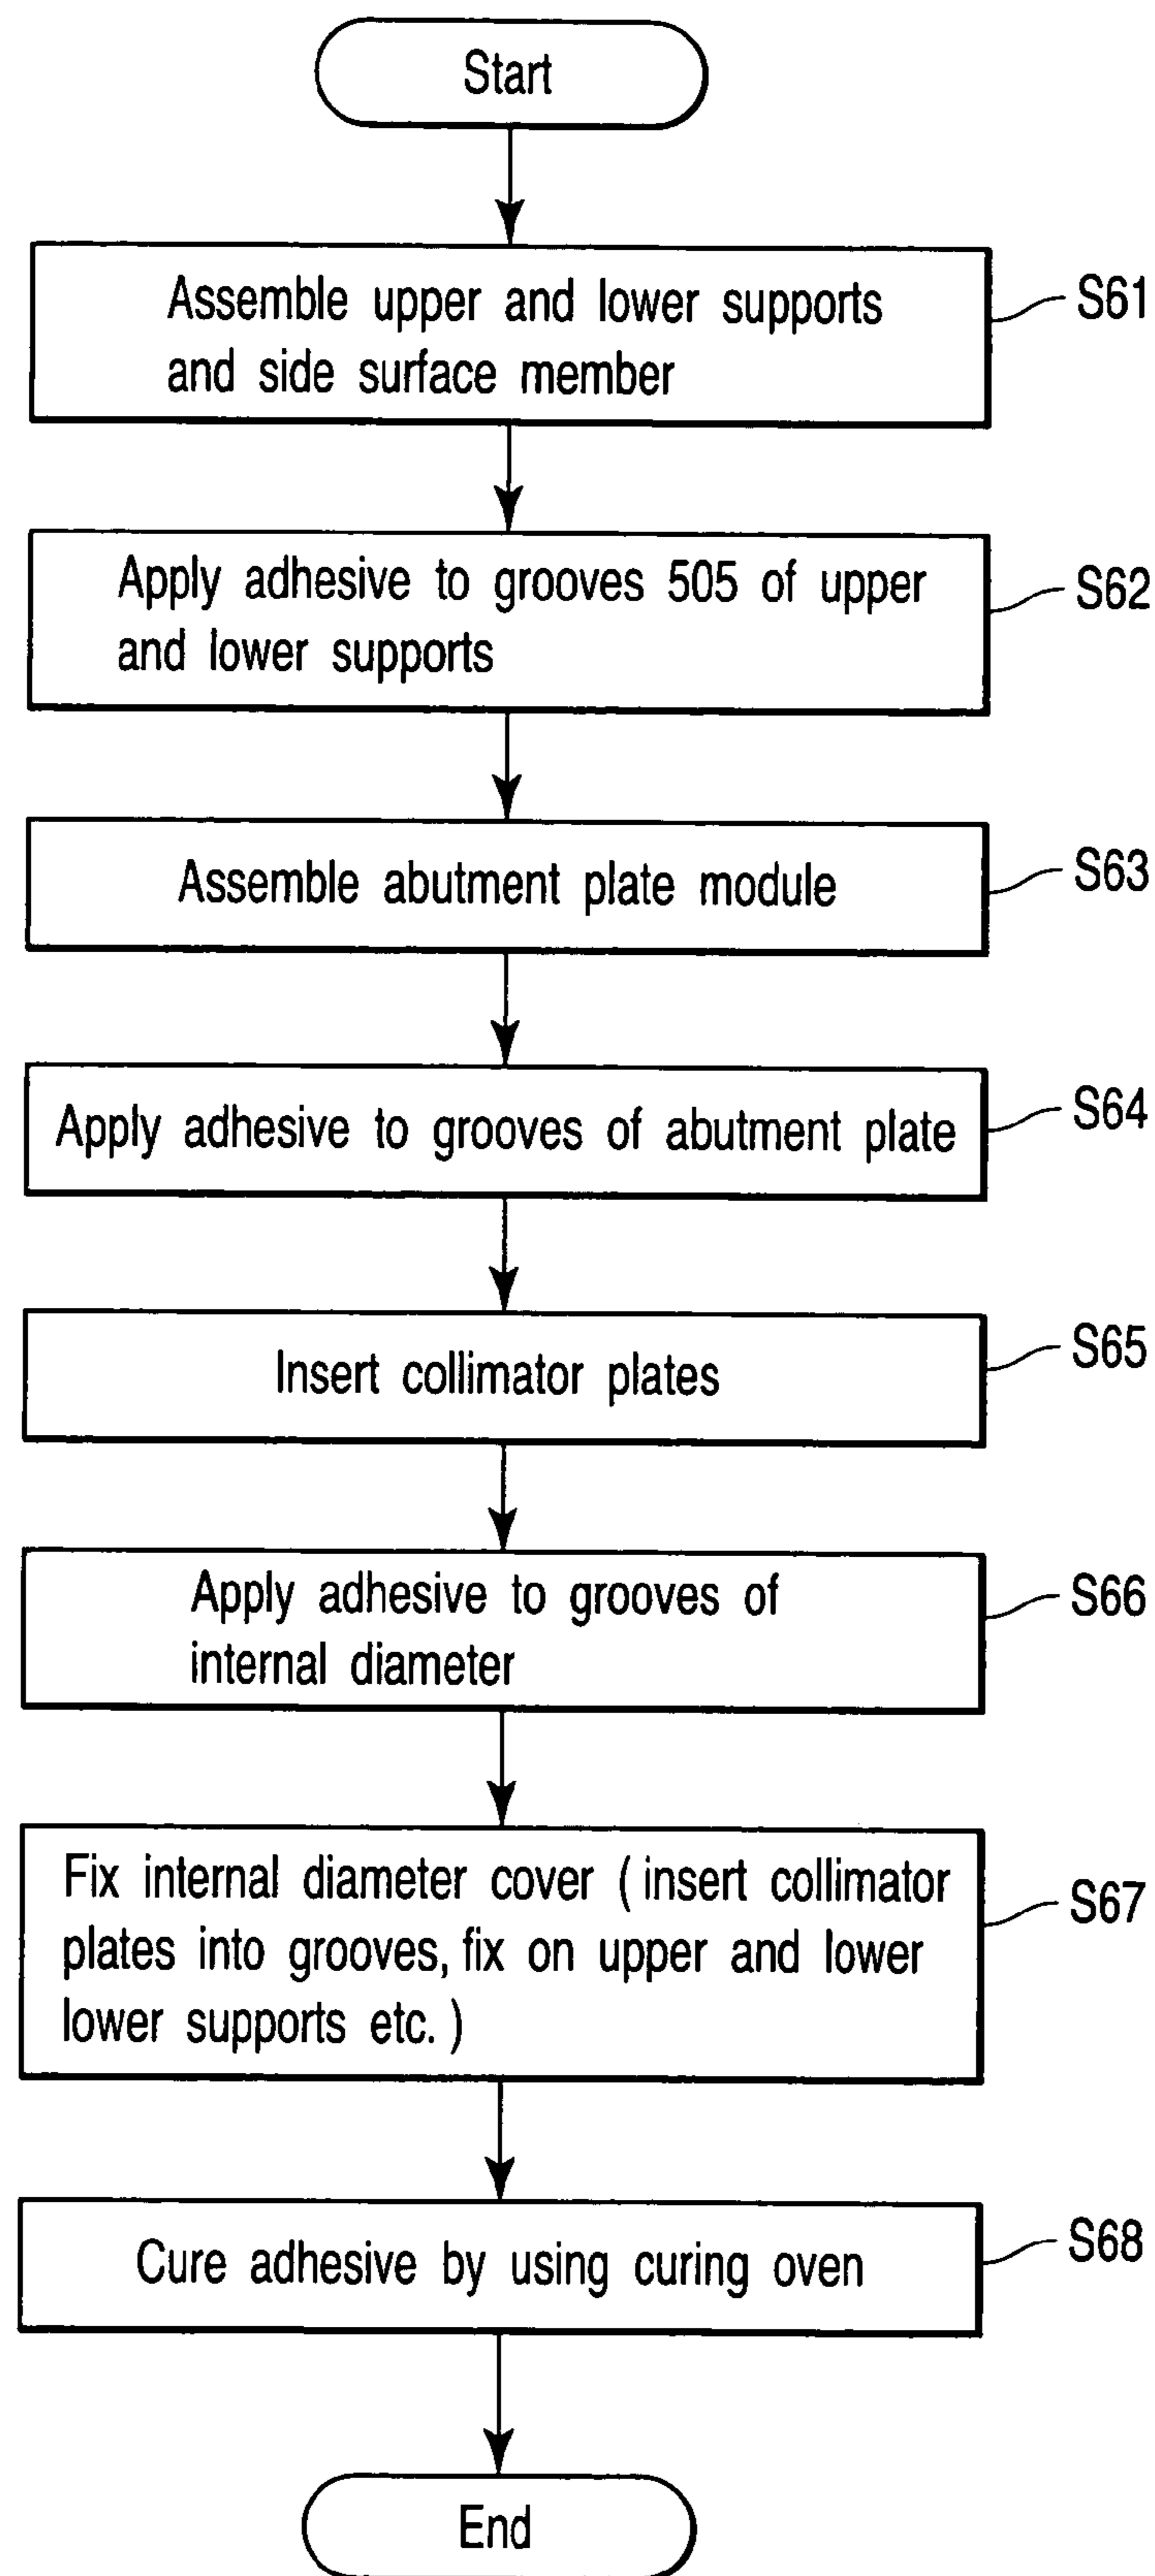 Start
Assemble upper and lower supports
and side surface member
S61
Apply adhesive to grooves 505 of upper
and lower supports
S62
Assemble abutment plate module
S63
Apply adhesive to grooves of abutment plate
S64
Insert collimator plates
S65
Apply adhesive to grooves of
internal diameter
S66
Fix internal diameter cover ( insert collimator
plates into grooves, fix on upper and lower
lower supports etc. )
S67
Cure adhesive by using curing oven
S68
End